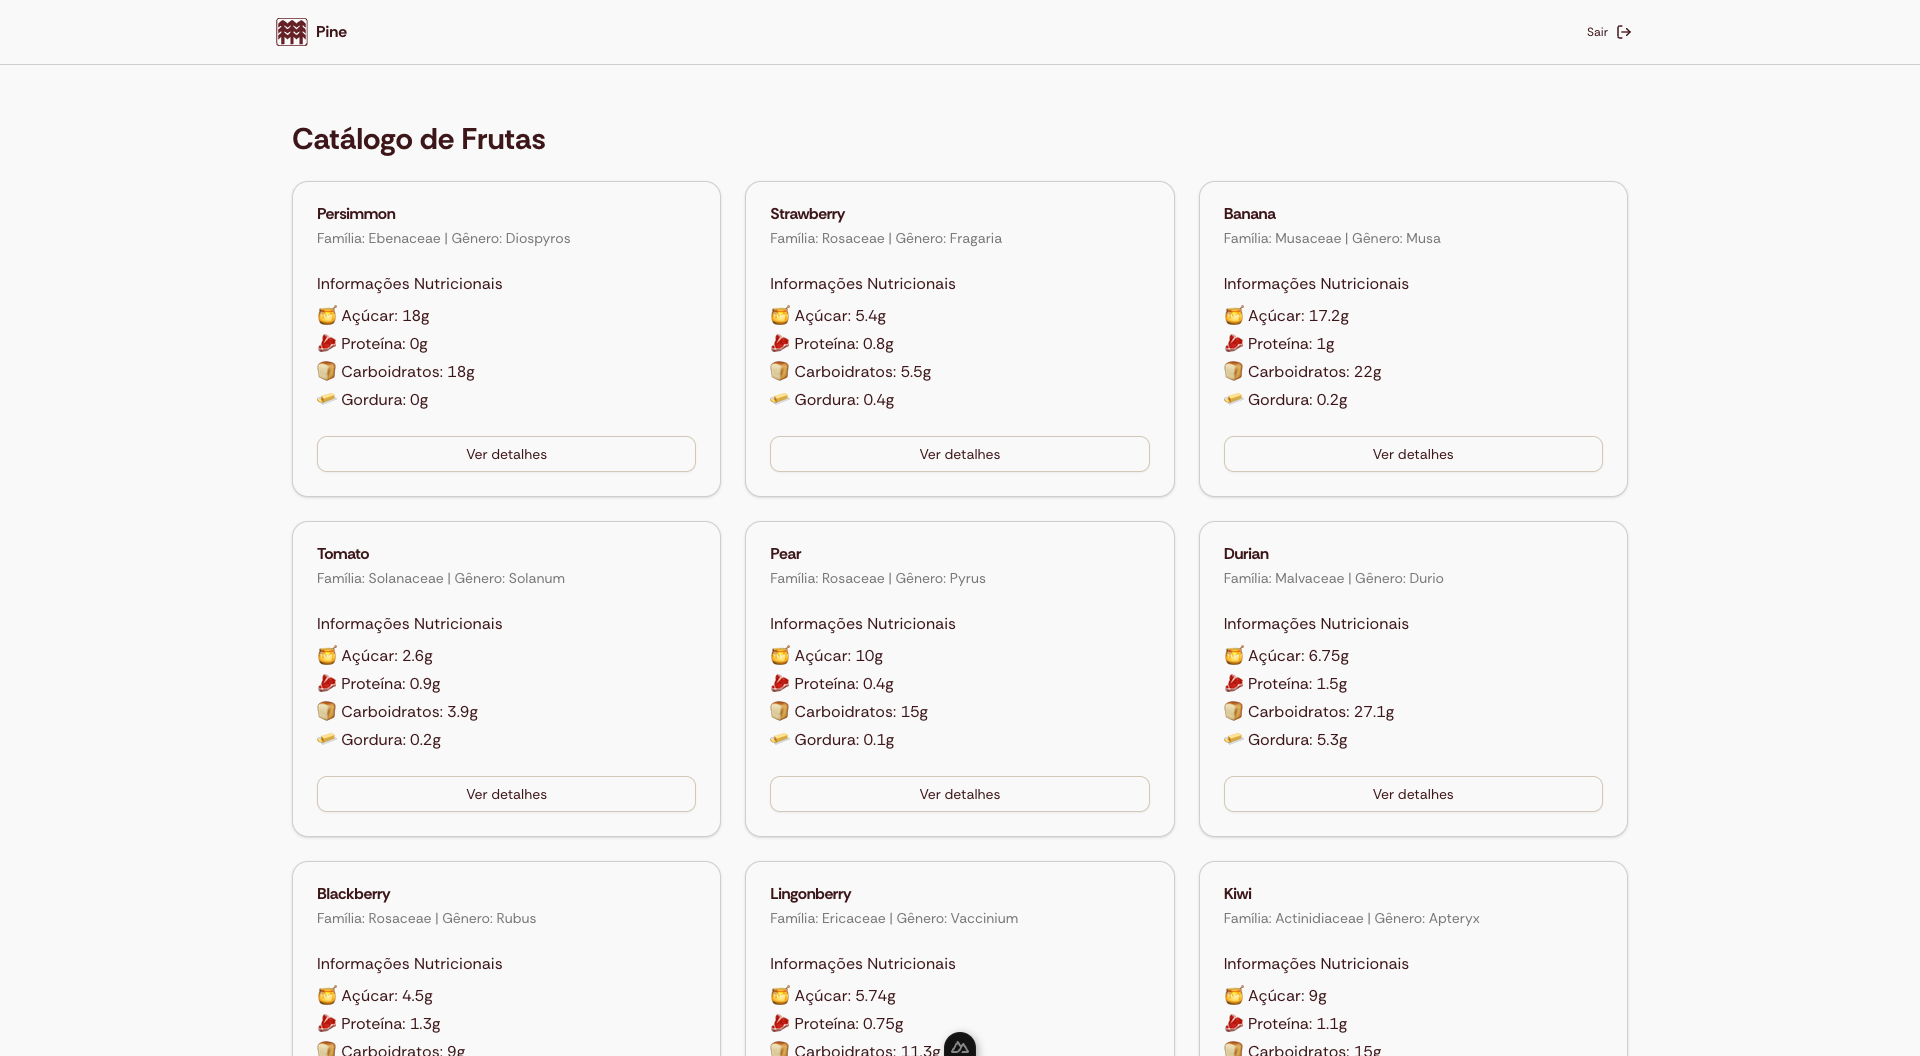 Pine
Sair
Catálogo de Frutas
Persimmon
Família: Ebenaceae | Gênero: Diospyros
Informações Nutricionais
🍯 Açúcar: 18g
🥩 Proteína: 0g
🍞 Carboidratos: 18g
🧈 Gordura: 0g
Ver detalhes
Strawberry
Família: Rosaceae | Gênero: Fragaria
Informações Nutricionais
🍯 Açúcar: 5.4g
🥩 Proteína: 0.8g
🍞 Carboidratos: 5.5g
🧈 Gordura: 0.4g
Ver detalhes
Banana
Família: Musaceae | Gênero: Musa
Informações Nutricionais
🍯 Açúcar: 17.2g
🥩 Proteína: 1g
🍞 Carboidratos: 22g
🧈 Gordura: 0.2g
Ver detalhes
Tomato
Família: Solanaceae | Gênero: Solanum
Informações Nutricionais
🍯 Açúcar: 2.6g
🥩 Proteína: 0.9g
🍞 Carboidratos: 3.9g
🧈 Gordura: 0.2g
Ver detalhes
Pear
Família: Rosaceae | Gênero: Pyrus
Informações Nutricionais
🍯 Açúcar: 10g
🥩 Proteína: 0.4g
🍞 Carboidratos: 15g
🧈 Gordura: 0.1g
Ver detalhes
Durian
Família: Malvaceae | Gênero: Durio
Informações Nutricionais
🍯 Açúcar: 6.75g
🥩 Proteína: 1.5g
🍞 Carboidratos: 27.1g
🧈 Gordura: 5.3g
Ver detalhes
Blackberry
Família: Rosaceae | Gênero: Rubus
Informações Nutricionais
🍯 Açúcar: 4.5g
🥩 Proteína: 1.3g
🍞 Carboidratos: 9g
Lingonberry
Família: Ericaceae | Gênero: Vaccinium
Informações Nutricionais
🍯 Açúcar: 5.74g
🥩 Proteína: 0.75g
🍞 Carboidratos: 11.3g
Kiwi
Família: Actinidiaceae | Gênero: Apteryx
Informações Nutricionais
🍯 Açúcar: 9g
🥩 Proteína: 1.1g
🍞 Carboidratos: 15g